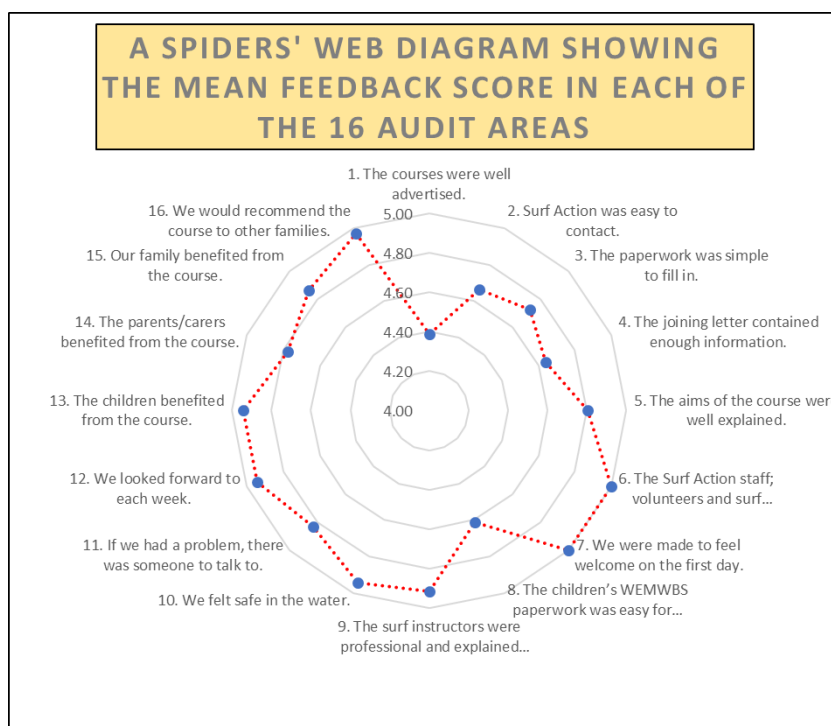 A SPIDERS' WEB DIAGRAM SHOWING
THE MEAN FEEDBACK SCORE IN EACH OF
THE 16 AUDIT AREAS
1. The courses were well
advertised.
2. Surf Action was easy to
contact.
3. The paperwork was simple
to fill in.
4. The joining letter contained
enough information.
5. The aims of the course wer
well explained.
6. The Surf Action staff;
volunteers and surf…
7. We were made to feel
welcome on the first day.
8. The children's WEMWBS
paperwork was easy for…
9. The surf instructors were
professional and explained…
10. We felt safe in the water.
11. If we had a problem, there
was someone to talk to.
12. We looked forward to
each week.
13. The children benefited
from the course.
14. The parents/carers
benefited from the course.
15. Our family benefited from
the course.
16. We would recommend the
course to other families.
5.00
4.80
4.60
4.40
4.20
4.00